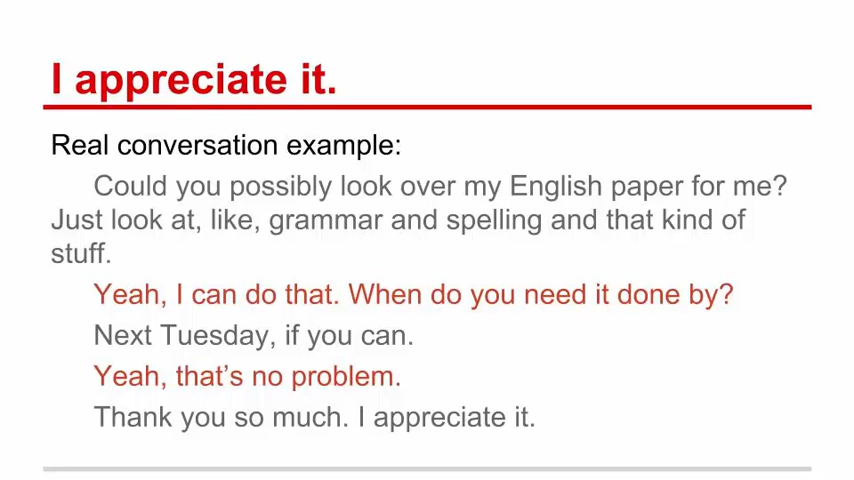 I appreciate it.
Real conversation example:
Could you possibly look over my English paper for me?
Just look at, like, grammar and spelling and that kind of
stuff.
Yeah, I can do that. When do you need it done by?
Next Tuesday, if you can.
Yeah, that's no problem.
Thank you so much. I appreciate it.